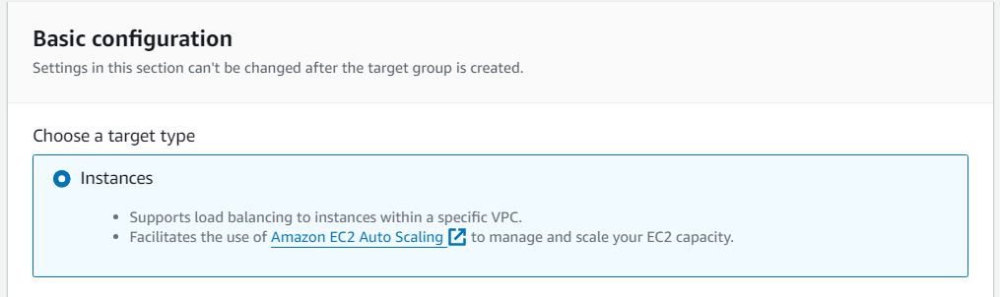 Basic configuration
Settings in this section can't be changed after the target group is created.
Choose a target type
Instances
• Supports load balancing to instances within a specific VPC.
• Facilitates the use of Amazon EC2 Auto Scaling to manage and scale your EC2 capacity.